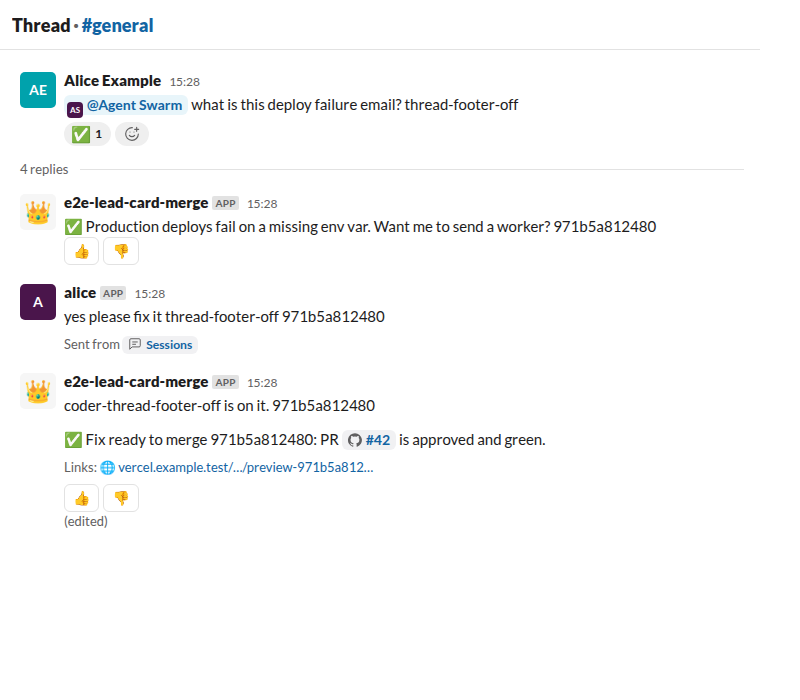 Thread • #general
AE
Alice Example 15:28
AS @Agent Swarm what is this deploy failure email? thread-footer-off
✅ 1
4 replies
e2e-lead-card-merge APP 15:28
✅ Production deploys fail on a missing env var. Want me to send a worker? 971b5a812480
👍 👎
A
alice APP 15:28
yes please fix it thread-footer-off 971b5a812480
Sent from Sessions
e2e-lead-card-merge APP 15:28
coder-thread-footer-off is on it. 971b5a812480
✅ Fix ready to merge 971b5a812480: PR #42 is approved and green.
Links: 🌐 vercel.example.test/.../preview-971b5a812...
👍 👎
(edited)